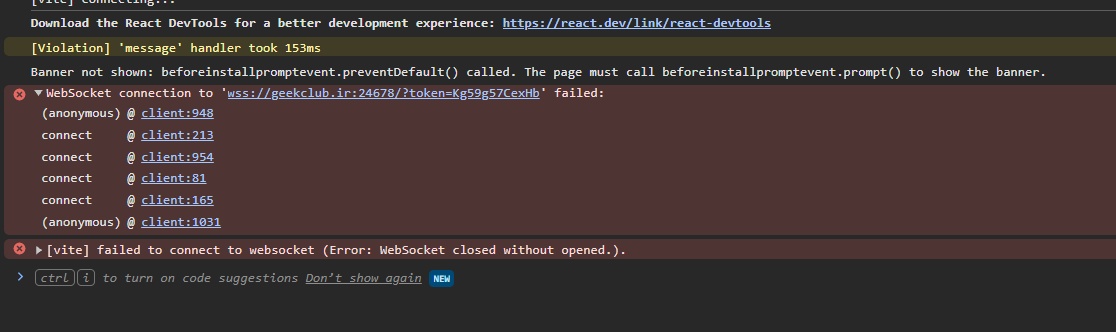 [vite] connecting...
Download the React DevTools for a better development experience: https://react.dev/link/react-devtools
[Violation] 'message' handler took 153ms
Banner not shown: beforeinstallpromptevent.preventDefault() called. The page must call beforeinstallpromptevent.prompt() to show the banner.
WebSocket connection to 'wss://geekclub.ir:24678/?token=Kg59g57CexHb' failed:
(anonymous) @ client:948
connect @ client:213
connect @ client:954
connect @ client:81
connect @ client:165
(anonymous) @ client:1031
[vite] failed to connect to websocket (Error: WebSocket closed without opened.).
ctrl i to turn on code suggestions Don't show again NEW